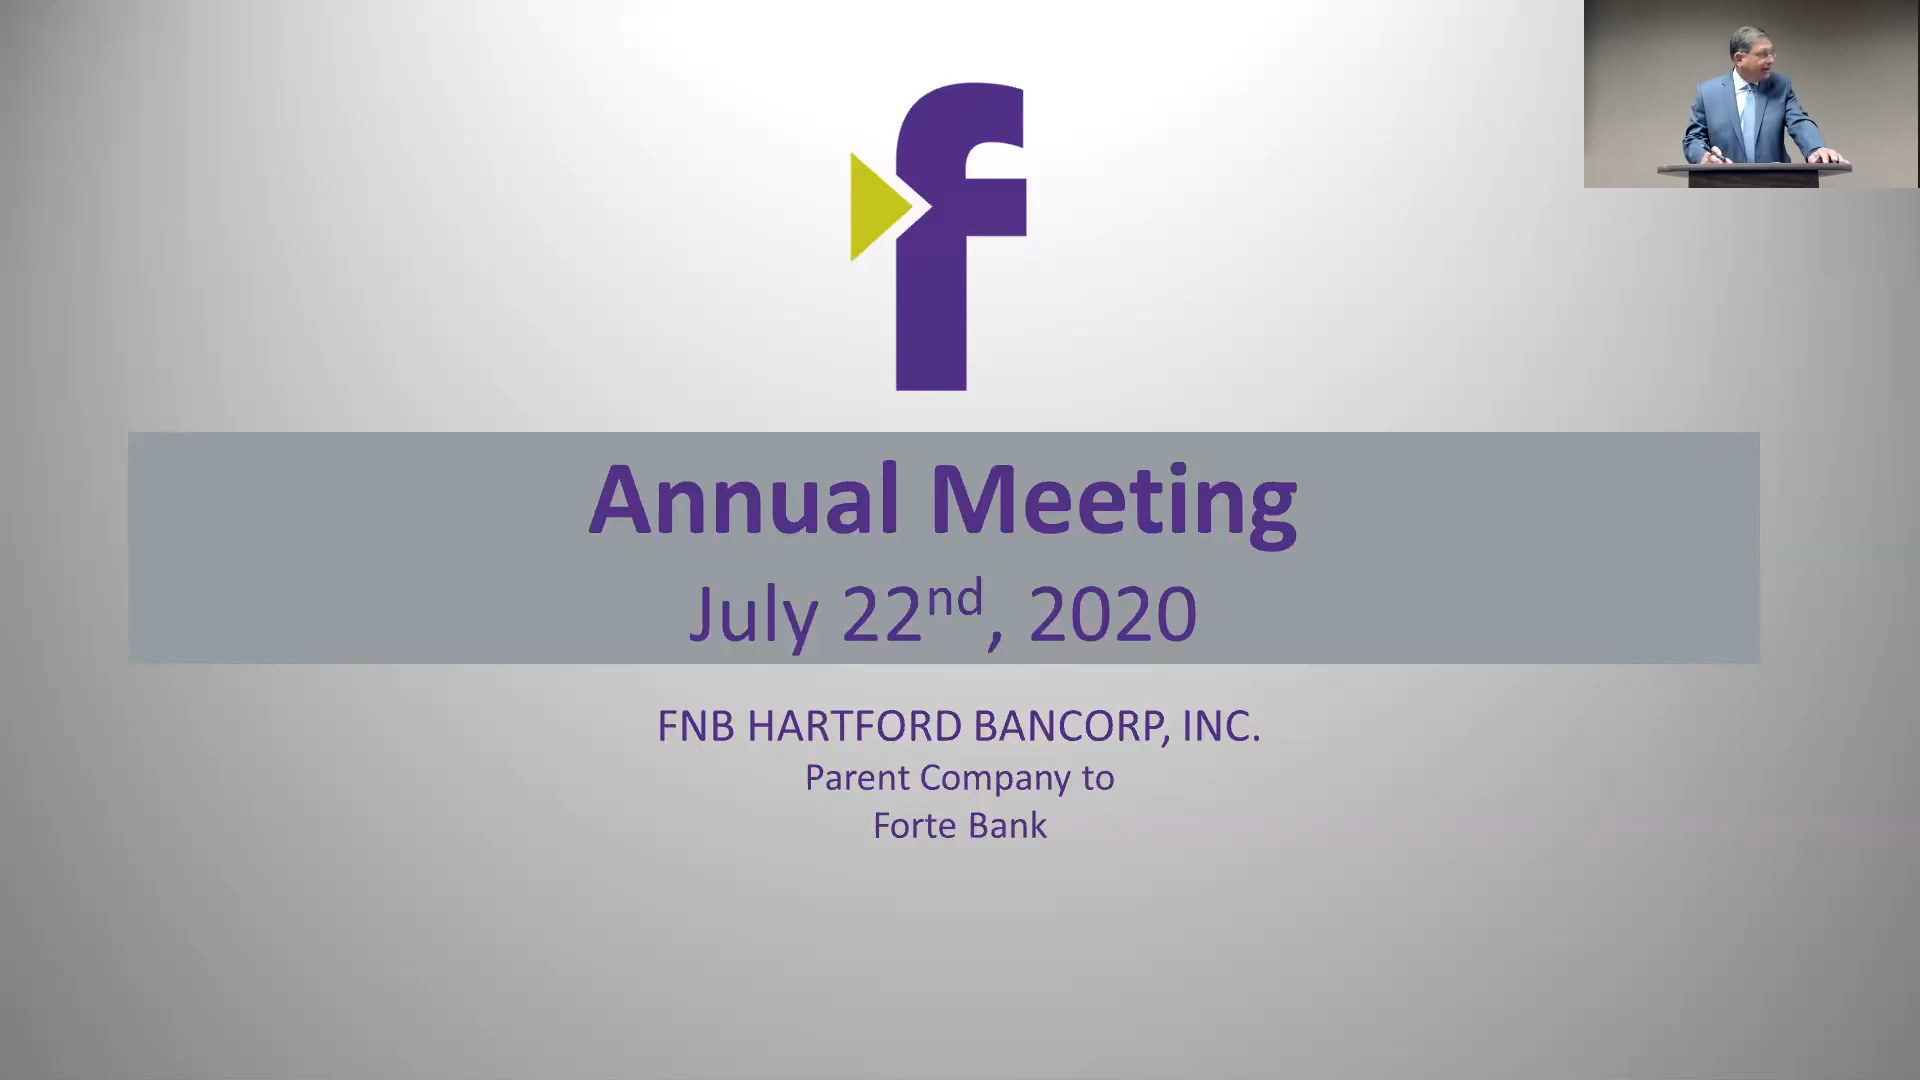 f
Annual Meeting
July 22nd, 2020
FNB HARTFORD BANCORP, INC.
Parent Company to
Forte Bank